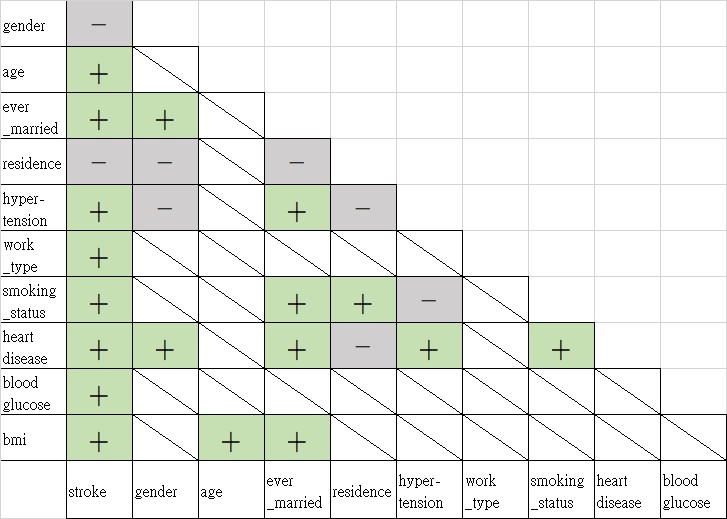 gender −
age +
ever
_married + +
residence − − −
hyper-
tension + − + −
work
_type +
smoking
_status + + + −
heart
disease + + + − + +
blood
glucose +
bmi + + +
stroke gender age ever
_married residence hyper-
tension work
_type smoking
_status heart
disease blood
glucose